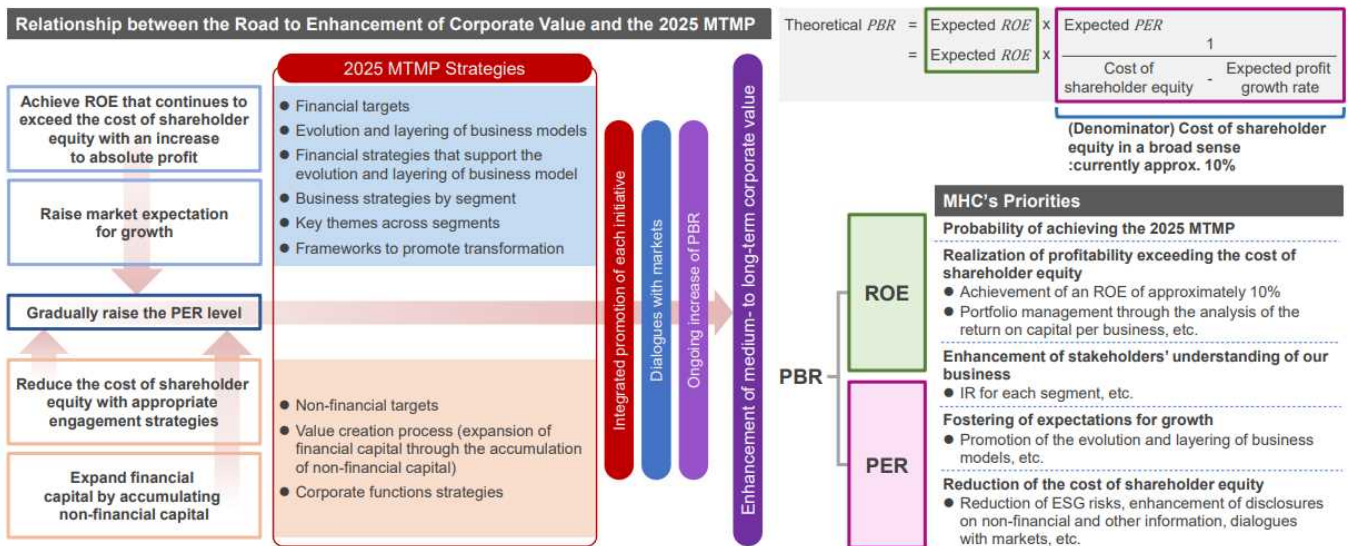 Relationship between the Road to Enhancement of Corporate Value and the 2025 MTMP
Achieve ROE that continues to
exceed the cost of shareholder
equity with an increase
to absolute profit
Raise market expectation
for growth
Gradually raise the PER level
Reduce the cost of shareholder
equity with appropriate
engagement strategies
Expand financial
capital by accumulating
non-financial capital
2025 MTMP Strategies
● Financial targets
● Evolution and layering of business models
● Financial strategies that support the
evolution and layering of business model
● Business strategies by segment
● Key themes across segments
● Frameworks to promote transformation
● Non-financial targets
● Value creation process (expansion of
financial capital through the accumulation
of non-financial capital)
● Corporate functions strategies
Integrated promotion of each initiative
Dialogues with markets
Ongoing increase of PBR
Enhancement of medium- to long-term corporate value
Theoretical PBR = Expected ROE x Expected PER
= Expected ROE x
1
Cost of
shareholder equity
-
Expected profit
growth rate
(Denominator) Cost of shareholder
equity in a broad sense
:currently approx. 10%
PBR
ROE
PER
MHC's Priorities
Probability of achieving the 2025 MTMP
Realization of profitability exceeding the cost of
shareholder equity
● Achievement of an ROE of approximately 10%
● Portfolio management through the analysis of the
return on capital per business, etc.
Enhancement of stakeholders' understanding of our
business
● IR for each segment, etc.
Fostering of expectations for growth
● Promotion of the evolution and layering of business
models, etc.
Reduction of the cost of shareholder equity
● Reduction of ESG risks, enhancement of disclosures
on non-financial and other information, dialogues
with markets, etc.